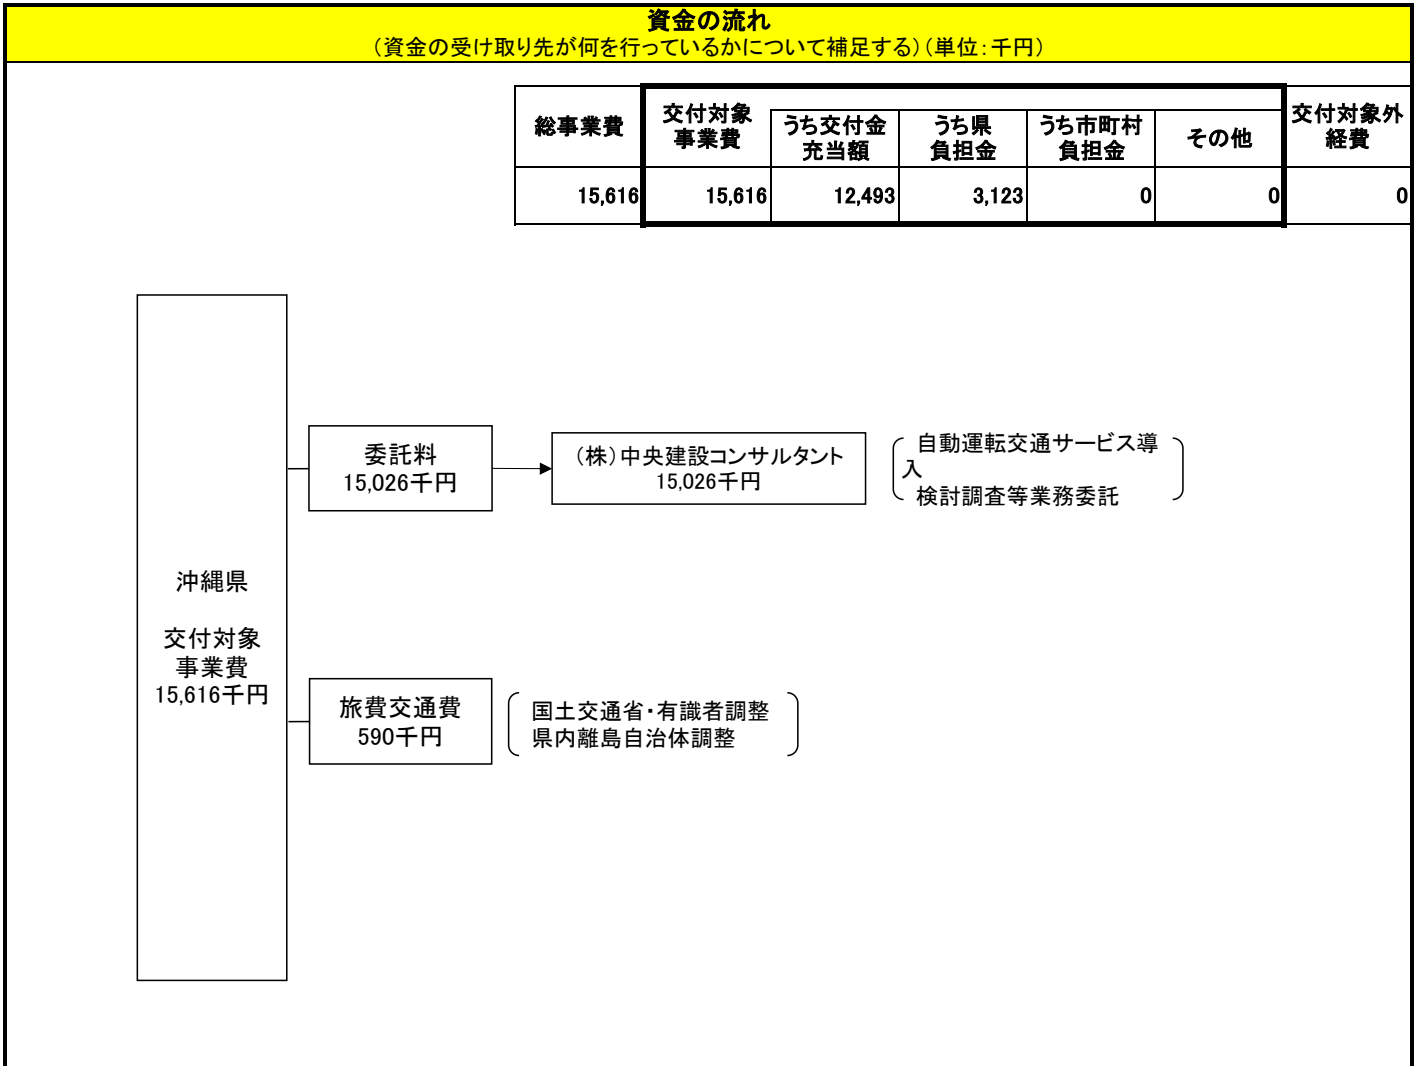 資金の流れ
（資金の受け取り先が何を行っているかについて補足する）（単位：千円）
総事業費
交付対象
事業費
うち交付金
充当額
うち県
負担金
うち市町村
負担金
その他
交付対象外
経費
15,616
15,616
12,493
3,123
0
0
0
委託料
15,026千円
（株）中央建設コンサルタント
15,026千円
自動運転交通サービス導
入
検討調査等業務委託
沖縄県
交付対象
事業費
15,616千円
旅費交通費
590千円
国土交通省・有識者調整
県内離島自治体調整